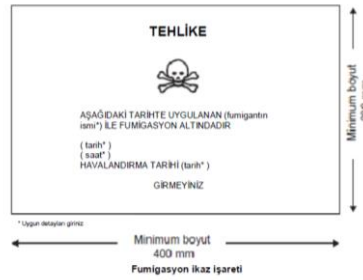 TEHLİKE
AŞAĞIDAKİ TARİHTE UYGULANAN (fumigantın
ismi*) İLE FUMİGASYON ALTINDADIR
( tarih* )
( saat* )
HAVALANDIRMA TARİHİ (tarih* )
GİRMEYİNİZ
Minimum boyut
* Uygun detayları giriniz
Minimum boyut
400 mm
Fumigasyon ikaz işareti